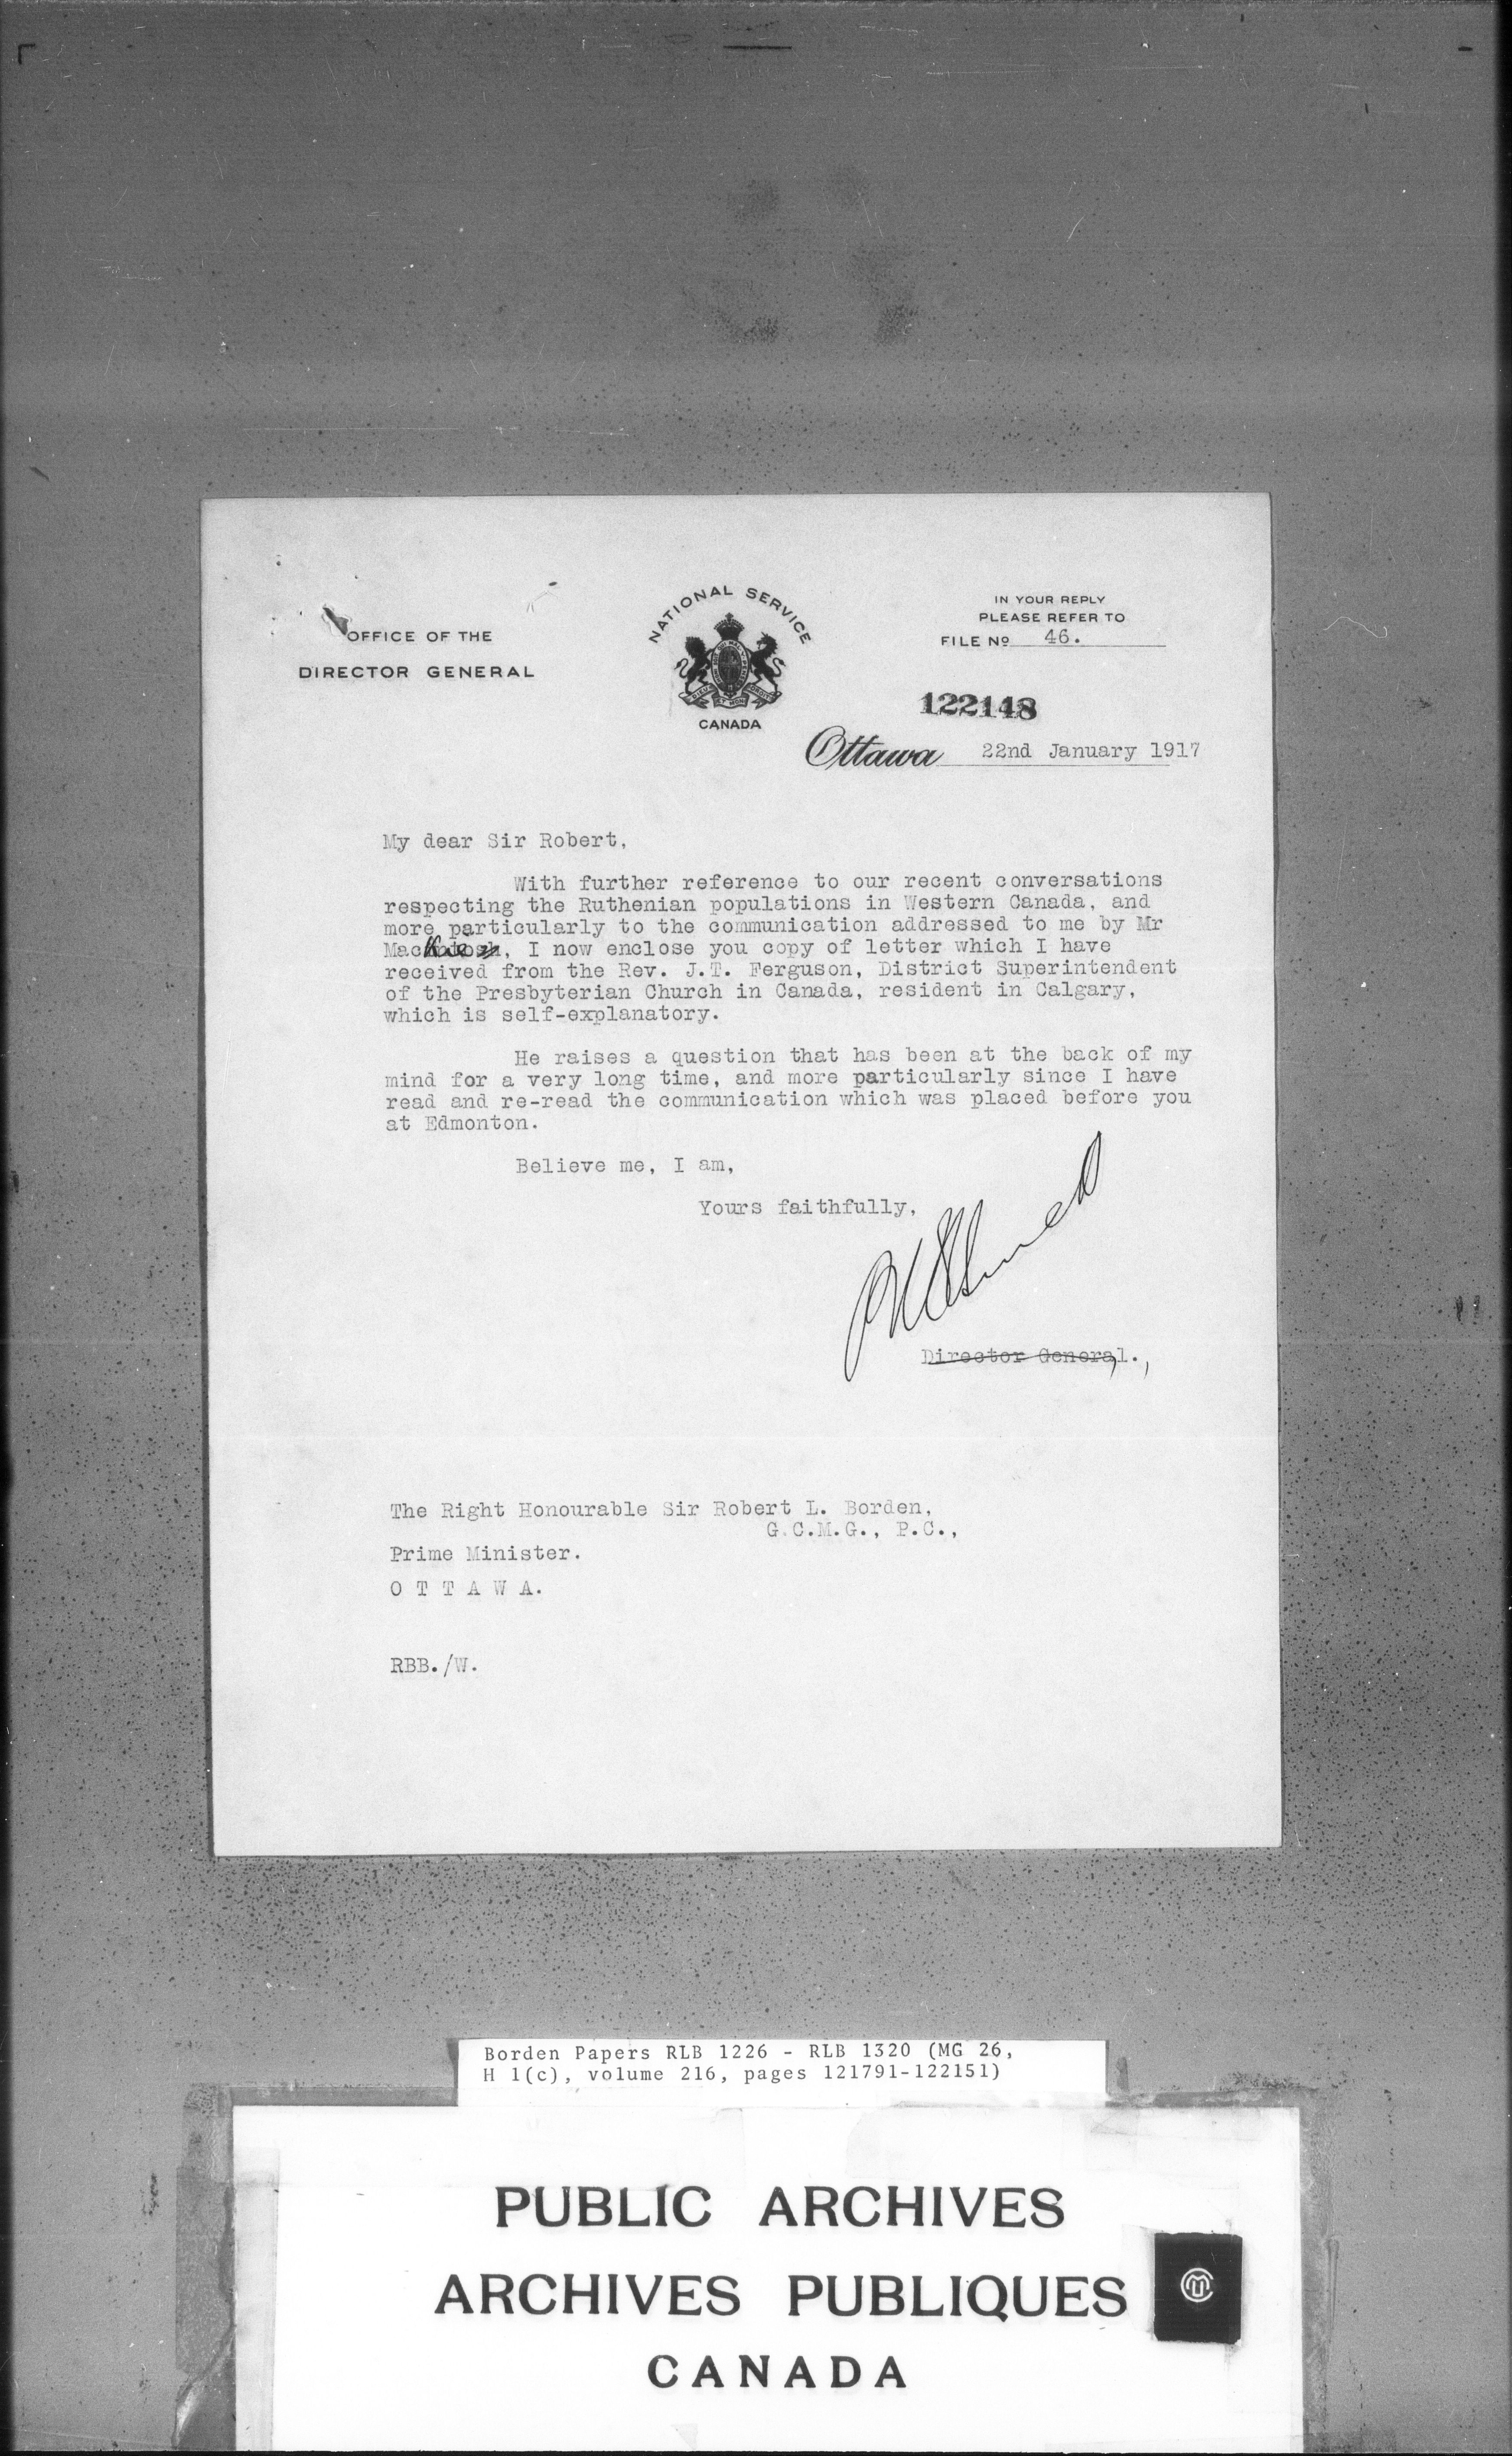 OFFICE OF THE
DIRECTOR GENERAL
NATIONAL SERVICE
CANADA
IN YOUR REPLY
PLEASE REFER TO
FILE Nº 46.
122148
Ottawa 22nd January 1917
My dear Sir Robert,
With further reference to our recent conversations
respecting the Ruthenian populations in Western Canada, and
more particularly to the communication addressed to me by Mr
I now enclose you copy of letter which I have
received from the Rev. J.T. Ferguson, District Superintendent
of the Presbyterian Church in Canada, resident in Calgary,
which is self-explanatory.
He raises a question that has been at the back of my
mind for a very long time, and more particularly since I have
read and re-read the communication which was placed before you
at Edmonton.
Believe me, I am,
Yours faithfully,
Director General.,
The Right Honourable Sir Robert L. Borden,
G.C.M.G., P.C.,
Prime Minister.
O T T A W A.
RBB./W.
Borden Papers RLB 1226 - RLB 1320 (MG 26,
H 1(c), volume 216, pages 121791-122151)
PUBLIC ARCHIVES
ARCHIVES PUBLIQUES
CANADA